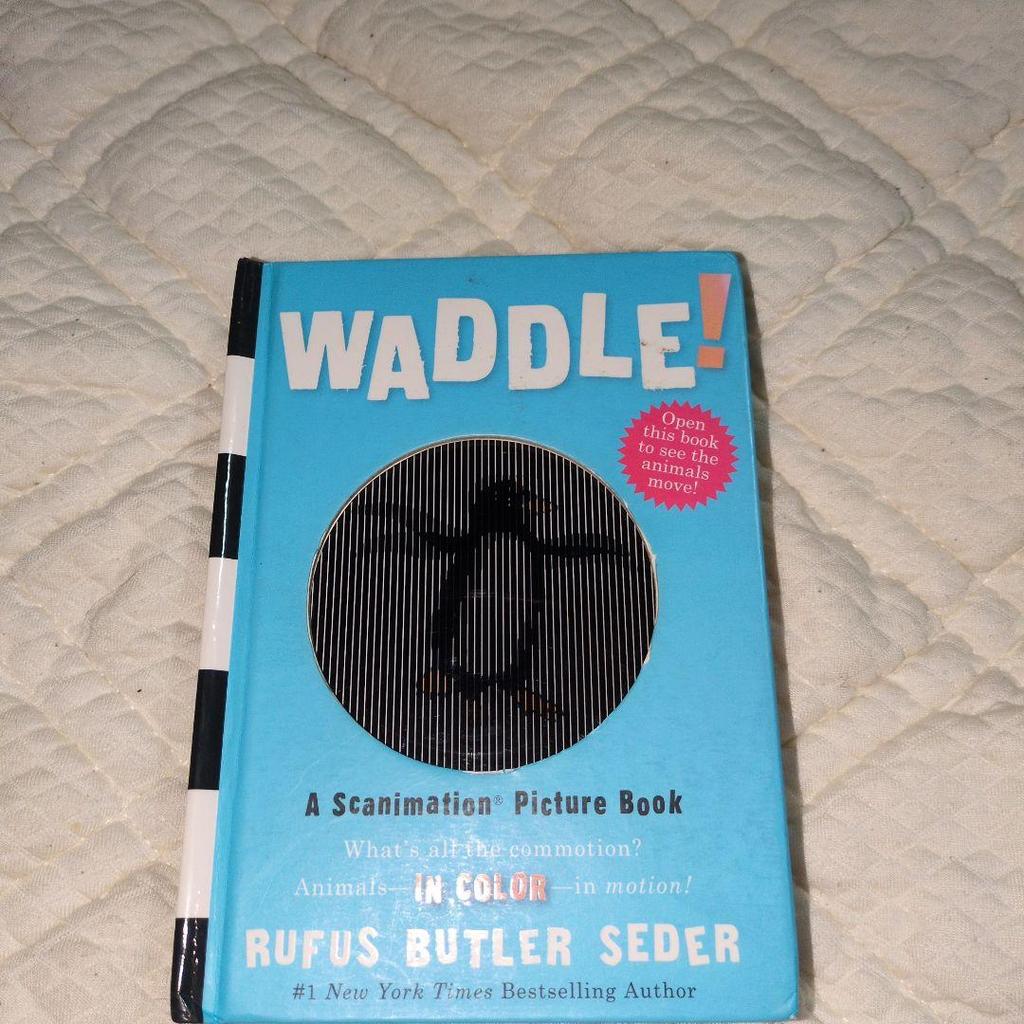 WADDLE!
Open
this book
to see the
animals
move!
A Scanimation® Picture Book
What's all the commotion?
Animals—IN COLOR—in motion!
RUFUS BUTLER SEDER
#1 New York Times Bestselling Author